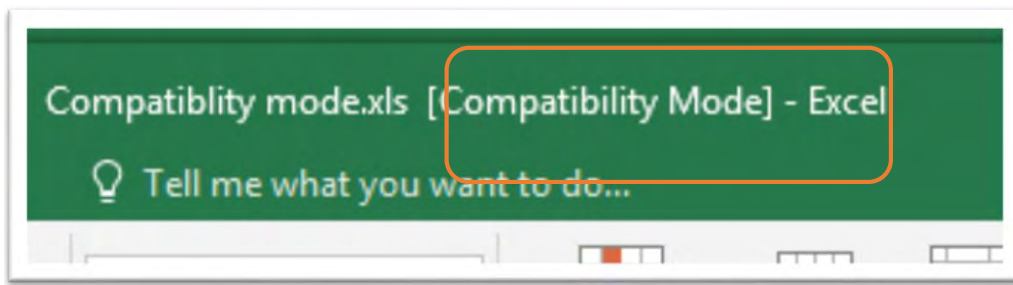 Compatiblity mode.xls [Compatibility Mode] - Excel
Tell me what you want to do...